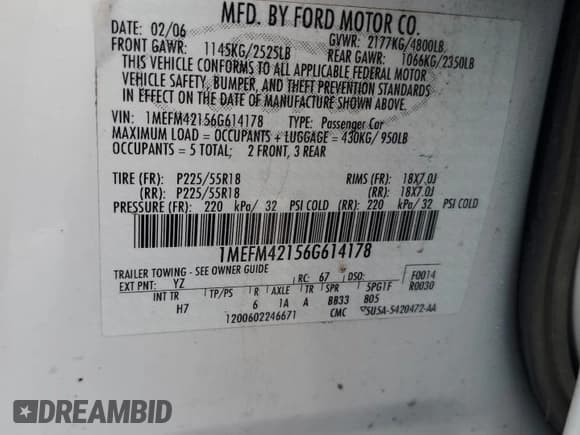 MFD. BY FORD MOTOR CO.
DATE: 02/06 GVWR: 2177KG/4800LB
FRONT GAWR: 1145KG/2525LB REAR GAWR: 1066KG/2350LB
THIS VEHICLE CONFORMS TO ALL APPLICABLE FEDERAL MOTOR
VEHICLE SAFETY, BUMPER, AND THEFT PREVENTION STANDARDS
IN EFFECT ON THE DATE OF MANUFACTURE SHOWN ABOVE.
VIN: 1MEFM42156G614178 TYPE: Passenger Car
MAXIMUM LOAD = OCCUPANTS + LUGGAGE = 430KG/ 950LB
OCCUPANTS = 5 TOTAL; 2 FRONT, 3 REAR
TIRE (FR): P225/55R18 RIMS (FR): 18X7.0J
(RR): P225/55R18 (RR): 18X7.0J
PRESSURE (FR): 220 kPa/ 32 PSI COLD (RR): 220 kPa/ 32 PSI COLD
1MEFM42156G614178
TRAILER TOWING - SEE OWNER GUIDE
EXT PNT: YZ RC: 67 DSO: F0014
INT TR TP/PS R AXLE TR SPR 5PG1F R0030
H7 6 1A A BB33 805
1200602246671 CMC 5U5A-5420472-AA
DREAMBID